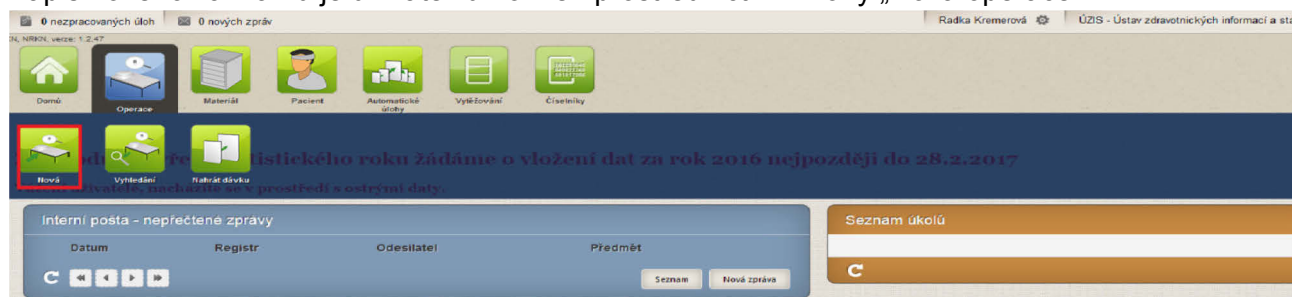 0 nezpracovaných úloh 0 nových zpráv Radka Kremerová ÚZIS - Ústav zdravotnických informací a
NRKN, verze: 1.2.47
Domů Operace Materiál Pacient Automatické úlohy Vytěžování Číselníky
roku žádáme o vložení dat za rok 2016 nejpozději do 28.2.2017
Nová Vyhledání Nahrát dávku
nacházíte se v prostředí s ostrými daty.
Interní pošta - nepřečtené zprávy Seznam úkolů
Datum Registr Odesilatel Předmět
Seznam Nová zpráva